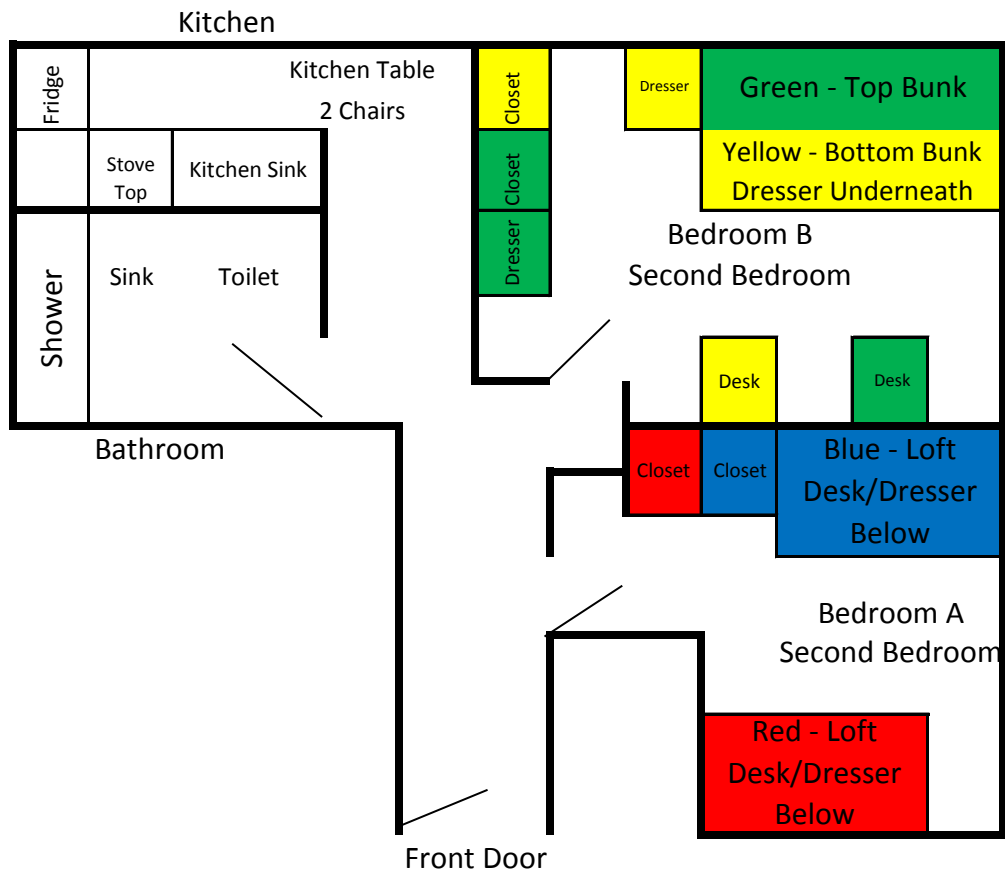 Kitchen
Fridge
Kitchen Table
2 Chairs
Closet
Dresser
Green - Top Bunk
Stove
Top
Kitchen Sink
Closet
Yellow - Bottom Bunk
Dresser Underneath
Shower
Sink
Toilet
Dresser
Bedroom B
Second Bedroom
Desk
Desk
Bathroom
Closet
Closet
Blue - Loft
Desk/Dresser
Below
Bedroom A
Second Bedroom
Red - Loft
Desk/Dresser
Below
Front Door